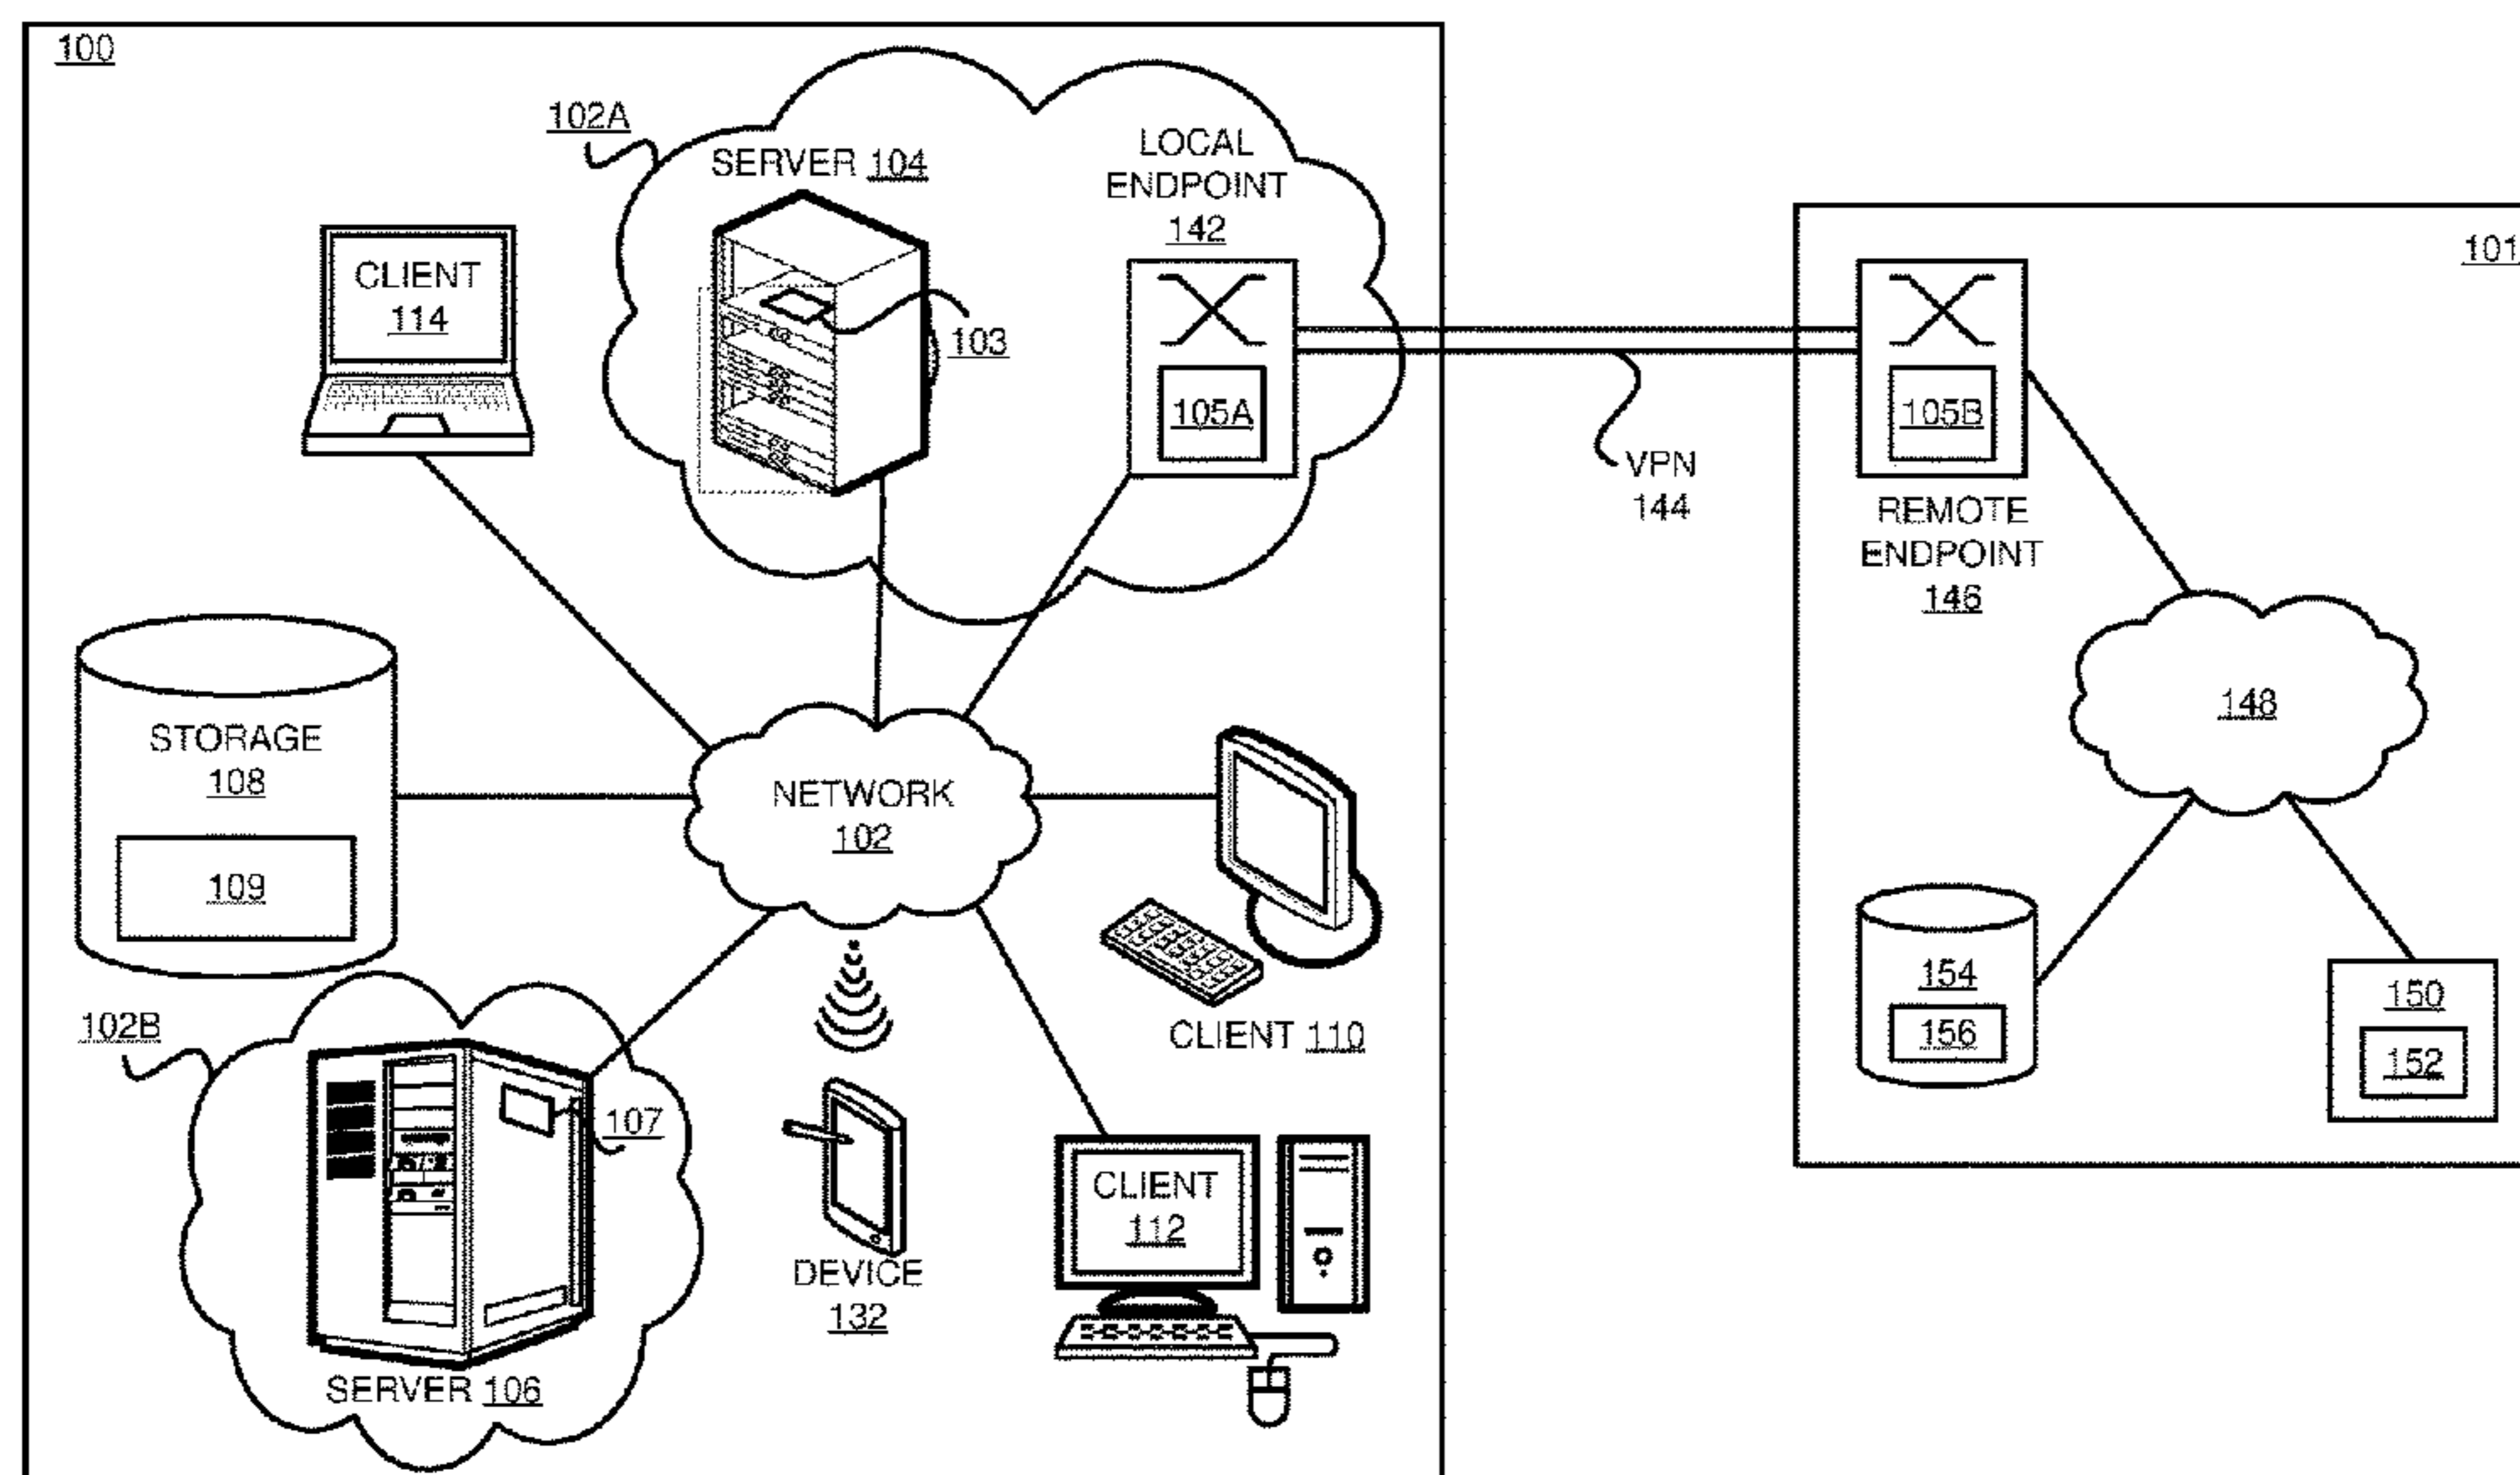 100
102A
SERVER 104
LOCAL
ENDPOINT
142
101
CLIENT
114
103
105A
105B
VPN
144
REMOTE
ENDPOINT
146
148
STORAGE
108
109
NETWORK
102
154
156
150
152
CLIENT 110
102B
107
DEVICE
132
CLIENT
112
SERVER 106